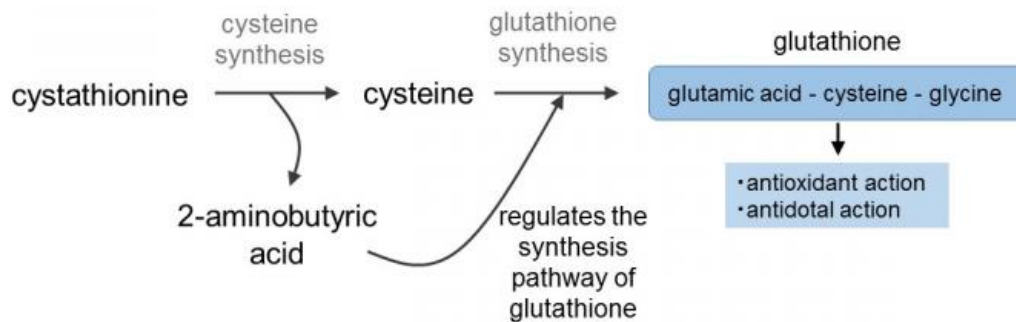 cysteine
synthesis
glutathione
synthesis
glutathione
cystathionine
cysteine
glutamic acid - cysteine - glycine
・antioxidant action
・antidotal action
2-aminobutyric
acid
regulates the
synthesis
pathway of
glutathione